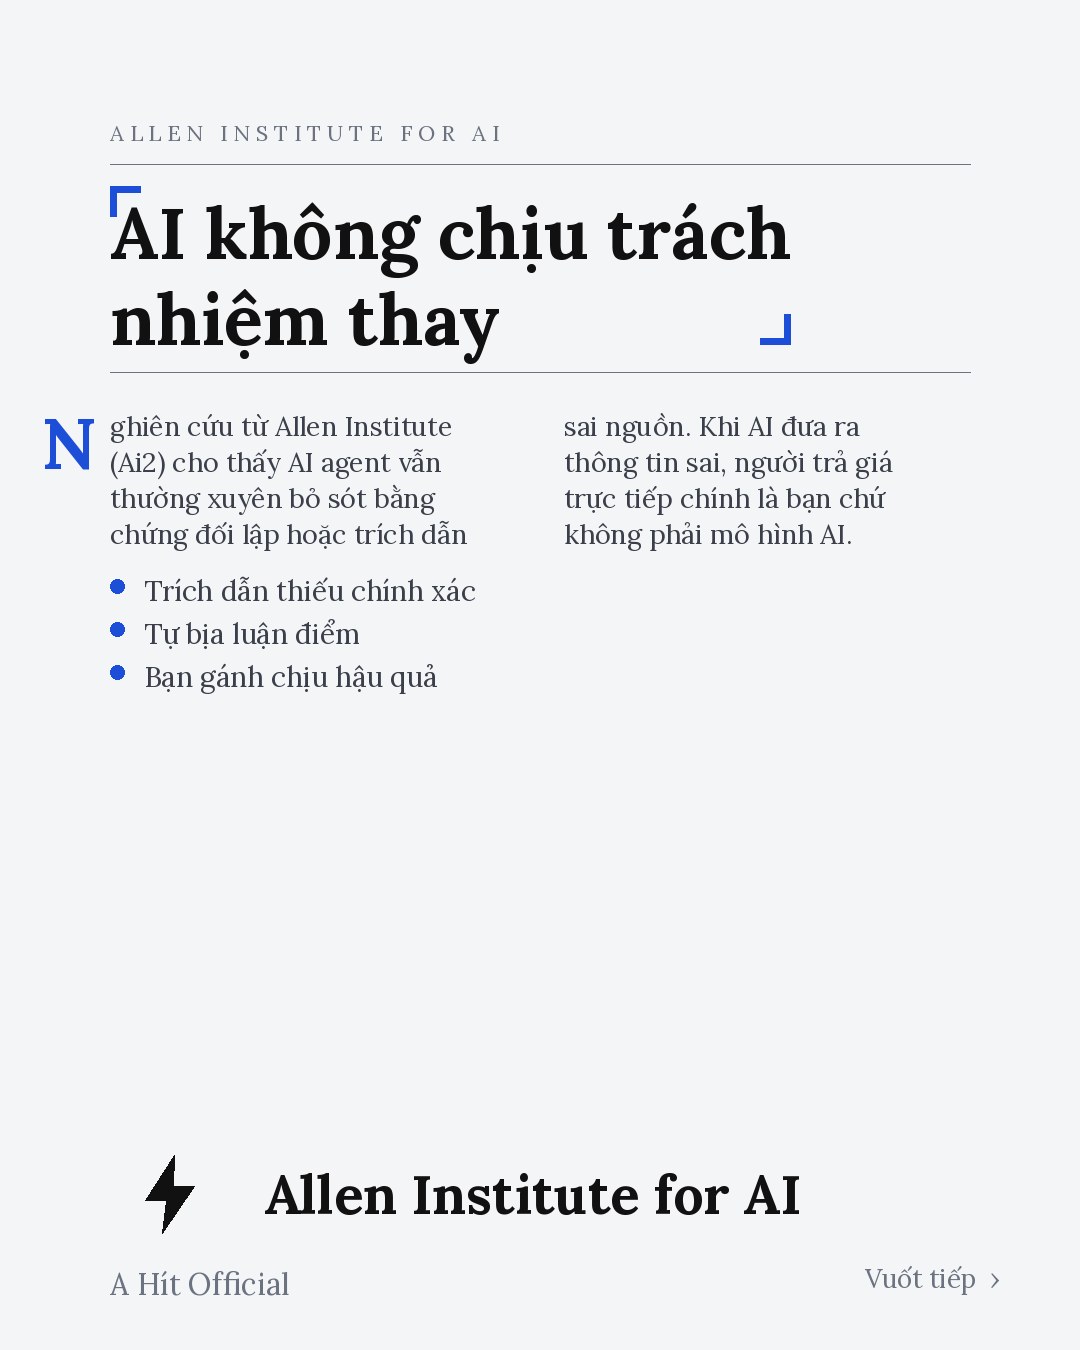 ALLEN INSTITUTE FOR AI
AI không chịu trách
nhiệm thay
Nghiên cứu từ Allen Institute
(Ai2) cho thấy AI agent vẫn
thường xuyên bỏ sót bằng
chứng đối lập hoặc trích dẫn
sai nguồn. Khi AI đưa ra
thông tin sai, người trả giá
trực tiếp chính là bạn chứ
không phải mô hình AI.
Trích dẫn thiếu chính xác
Tự bịa luận điểm
Bạn gánh chịu hậu quả
Allen Institute for AI
A Hít Official
Vuốt tiếp ›